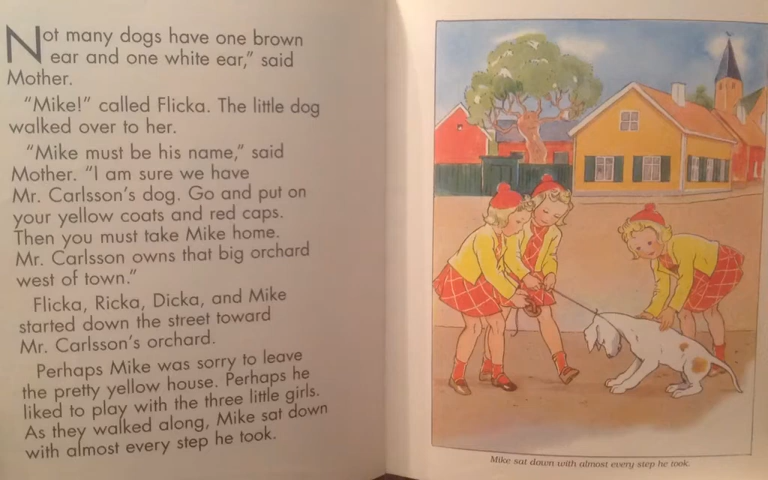 Not many dogs have one brown
ear and one white ear," said
Mother.
"Mike!" called Flicka. The little dog
walked over to her.
"Mike must be his name," said
Mother. "I am sure we have
Mr. Carlsson's dog. Go and put on
your yellow coats and red caps.
Then you must take Mike home.
Mr. Carlsson owns that big orchard
west of town."
Flicka, Ricka, Dicka, and Mike
started down the street toward
Mr. Carlsson's orchard.
Perhaps Mike was sorry to leave
the pretty yellow house. Perhaps he
liked to play with the three little girls.
As they walked along, Mike sat down
with almost every step he took.
Mike sat down with almost every step he took.